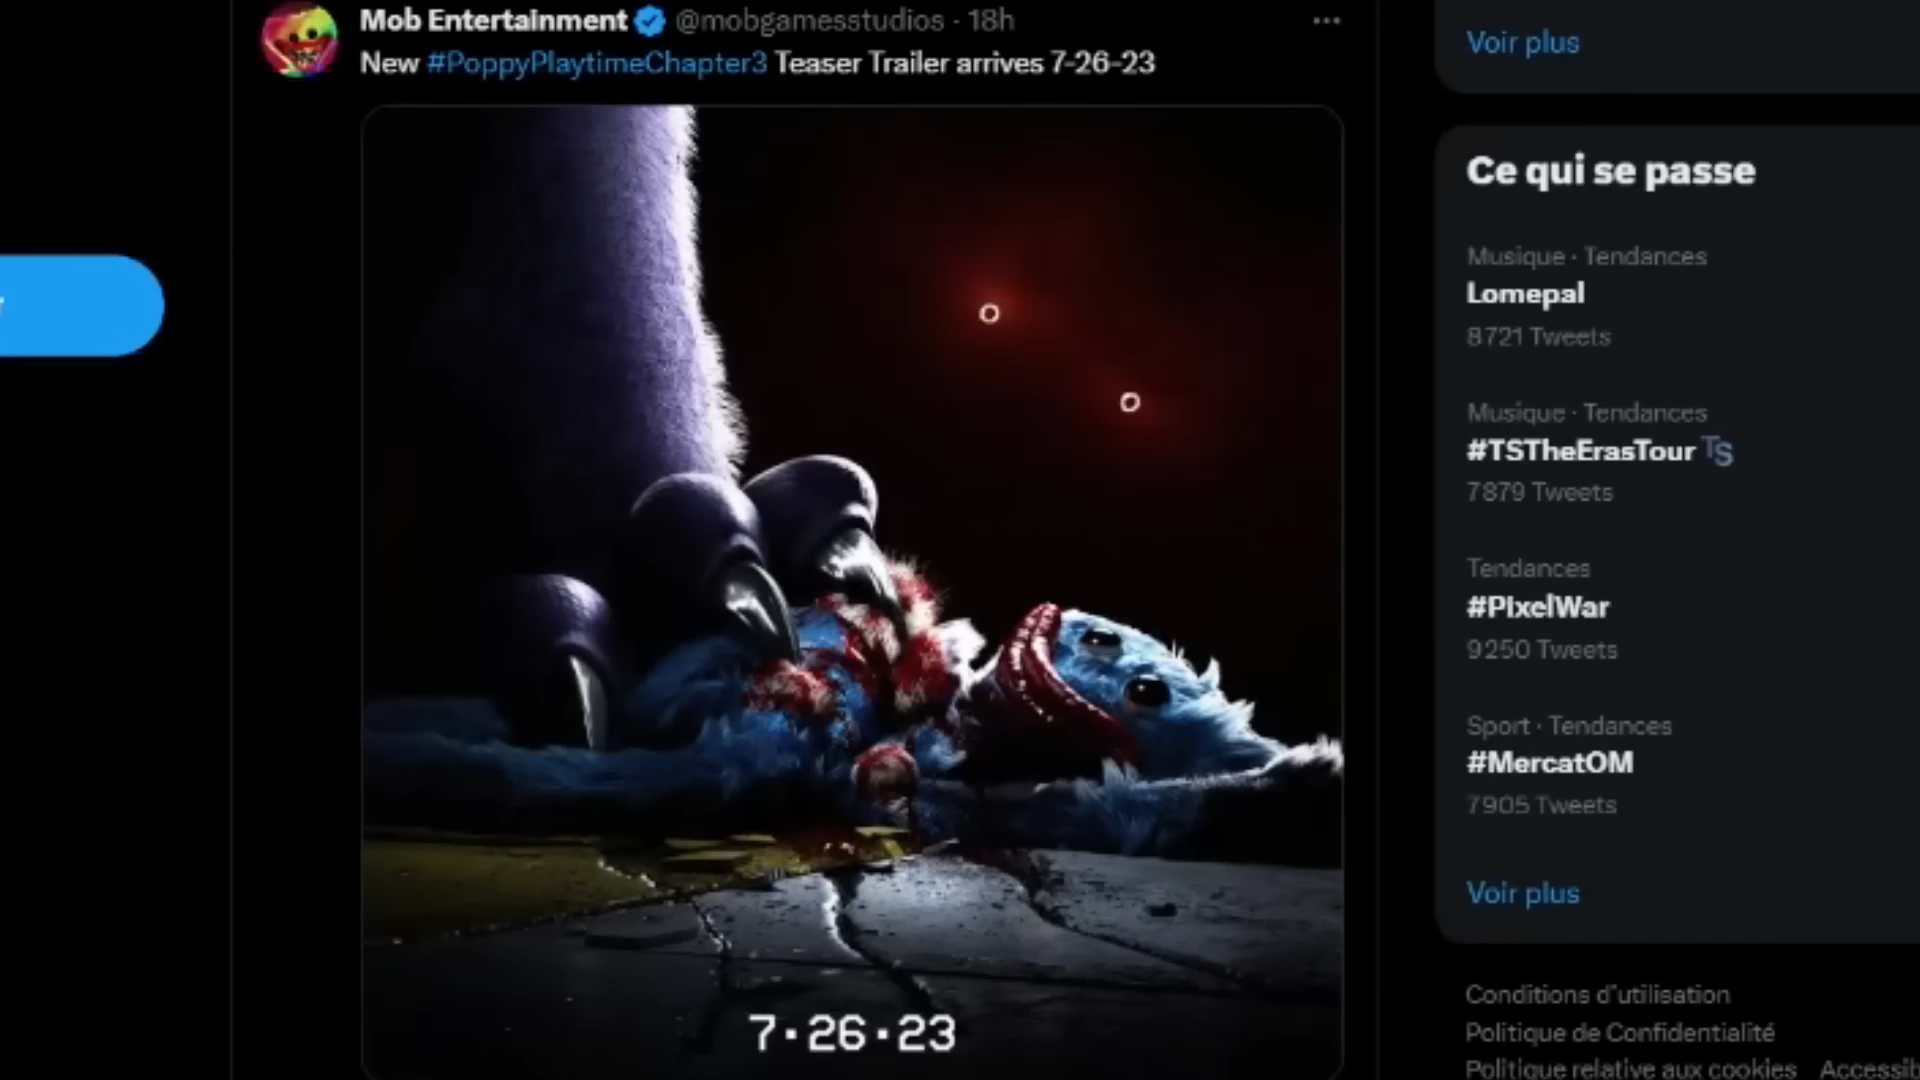 Mob Entertainment @mobgamesstudios · 18h
New #PoppyPlaytimeChapter3 Teaser Trailer arrives 7-26-23
7·26·23
Voir plus
Ce qui se passe
Musique · Tendances
Lomepal
8721 Tweets
Musique · Tendances
#TSTheErasTour TS
7879 Tweets
Tendances
#PixelWar
9250 Tweets
Sport · Tendances
#MercatOM
7905 Tweets
Voir plus
Conditions d'utilisation
Politique de Confidentialité
Politique relative aux cookies